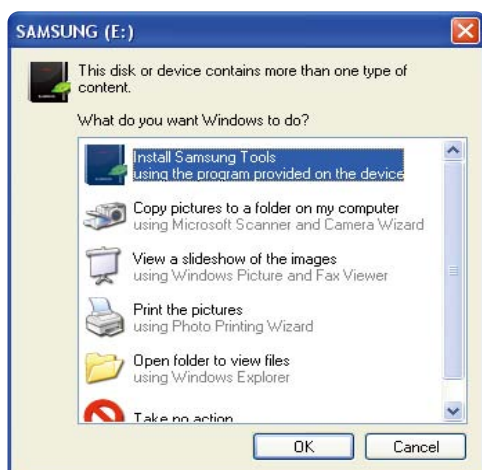 SAMSUNG (E:)
This disk or device contains more than one type of
content.
What do you want Windows to do?
Install Samsung Tools
using the program provided on the device
Copy pictures to a folder on my computer
using Microsoft Scanner and Camera Wizard
View a slideshow of the images
using Windows Picture and Fax Viewer
Print the pictures
using Photo Printing Wizard
Open folder to view files
using Windows Explorer
Take no action
OK
Cancel